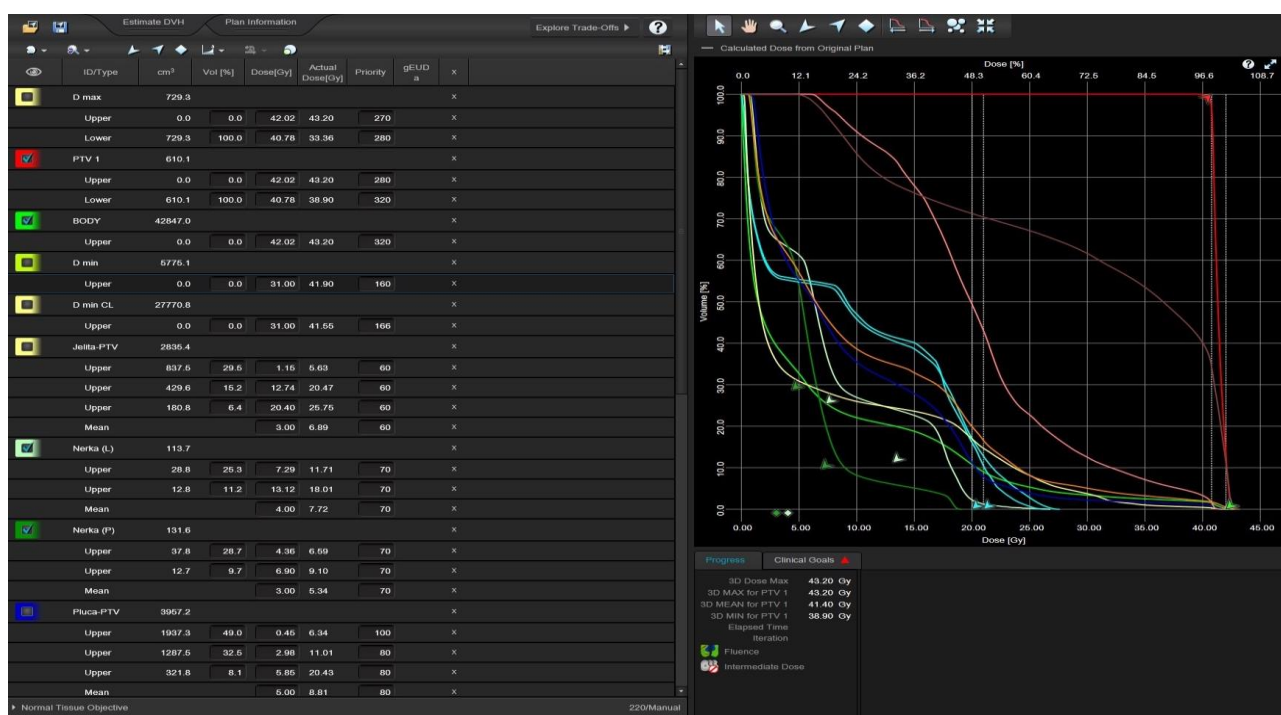 Estimate DVH Plan Information Explore Trade-Offs ?
ID/Type cm³ Vol [%] Dose[Gy] Actual Dose[Gy] Priority gEUD a x
D max 729.3 x
Upper 0.0 0.0 42.02 43.20 270 x
Lower 729.3 100.0 40.78 33.36 280 x
PTV 1 610.1 x
Upper 0.0 0.0 42.02 43.20 280 x
Lower 610.1 100.0 40.78 38.90 320 x
BODY 42847.0 x
Upper 0.0 0.0 42.02 43.20 320 x
D min 5775.1 x
Upper 0.0 0.0 31.00 41.90 160 x
D min CL 27770.8 x
Upper 0.0 0.0 31.00 41.55 166 x
Jelita-PTV 2835.4 x
Upper 837.5 29.5 1.15 5.63 60 x
Upper 429.6 15.2 12.74 20.47 60 x
Upper 180.8 6.4 20.40 25.75 60 x
Mean 3.00 6.89 60 x
Nerka (L) 113.7 x
Upper 28.8 25.3 7.29 11.71 70 x
Upper 12.8 11.2 13.12 18.01 70 x
Mean 4.00 7.72 70 x
Nerka (P) 131.6 x
Upper 37.8 28.7 4.36 6.59 70 x
Upper 12.7 9.7 6.90 9.10 70 x
Mean 3.00 5.34 70 x
Pluca-PTV 3957.2 x
Upper 1937.3 49.0 0.45 6.34 100 x
Upper 1287.5 32.5 2.98 11.01 80 x
Upper 321.8 8.1 5.85 20.43 80 x
Mean 5.00 8.81 80 x
Normal Tissue Objective 220/Manual
Calculated Dose from Original Plan
Dose [%] ?
0.0 12.1 24.2 36.2 48.3 60.4 72.5 84.5 96.6 108.7
100.0
90.0
80.0
70.0
60.0
50.0
40.0
30.0
20.0
10.0
0.0
Volume [%]
0.00 5.00 10.00 15.00 20.00 25.00 30.00 35.00 40.00 45.00
Dose [Gy]
Progress Clinical Goals
3D Dose Max 43.20 Gy
3D MAX for PTV 1 43.20 Gy
3D MEAN for PTV 1 41.40 Gy
3D MIN for PTV 1 38.90 Gy
Elapsed Time
Iteration
Fluence
Intermediate Dose